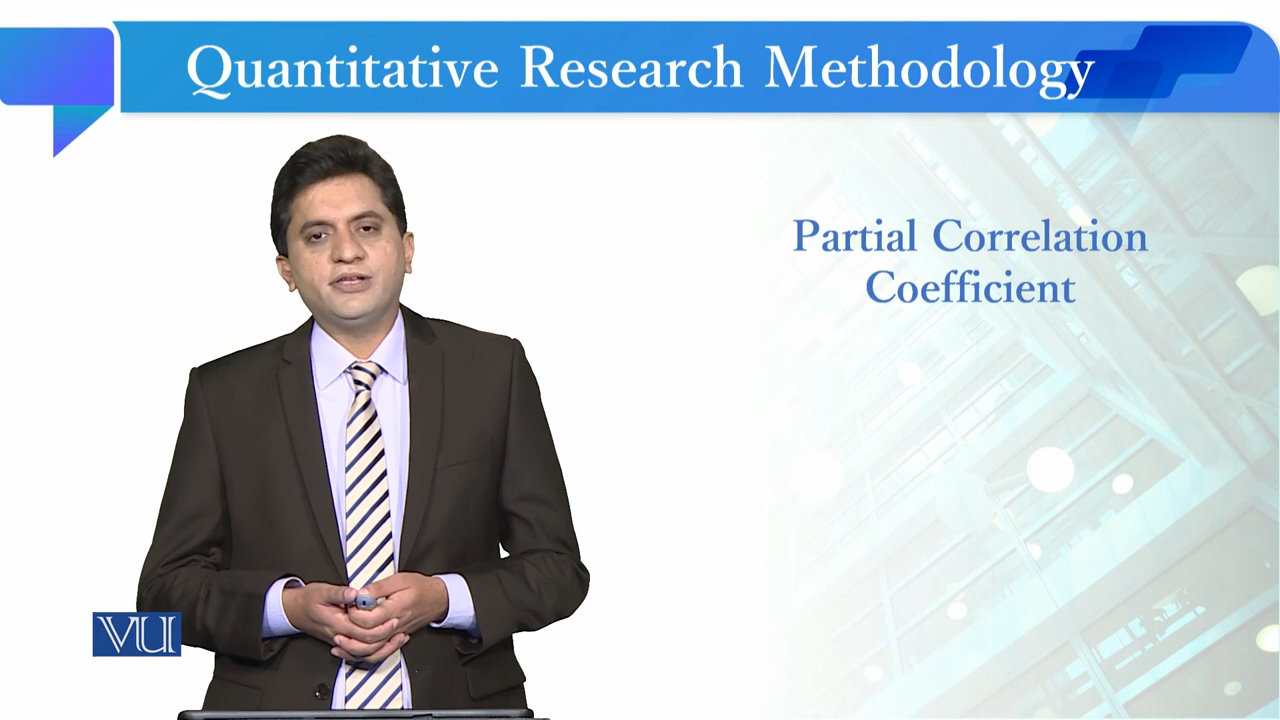 Quantitative Research Methodology
Partial Correlation
Coefficient
VU